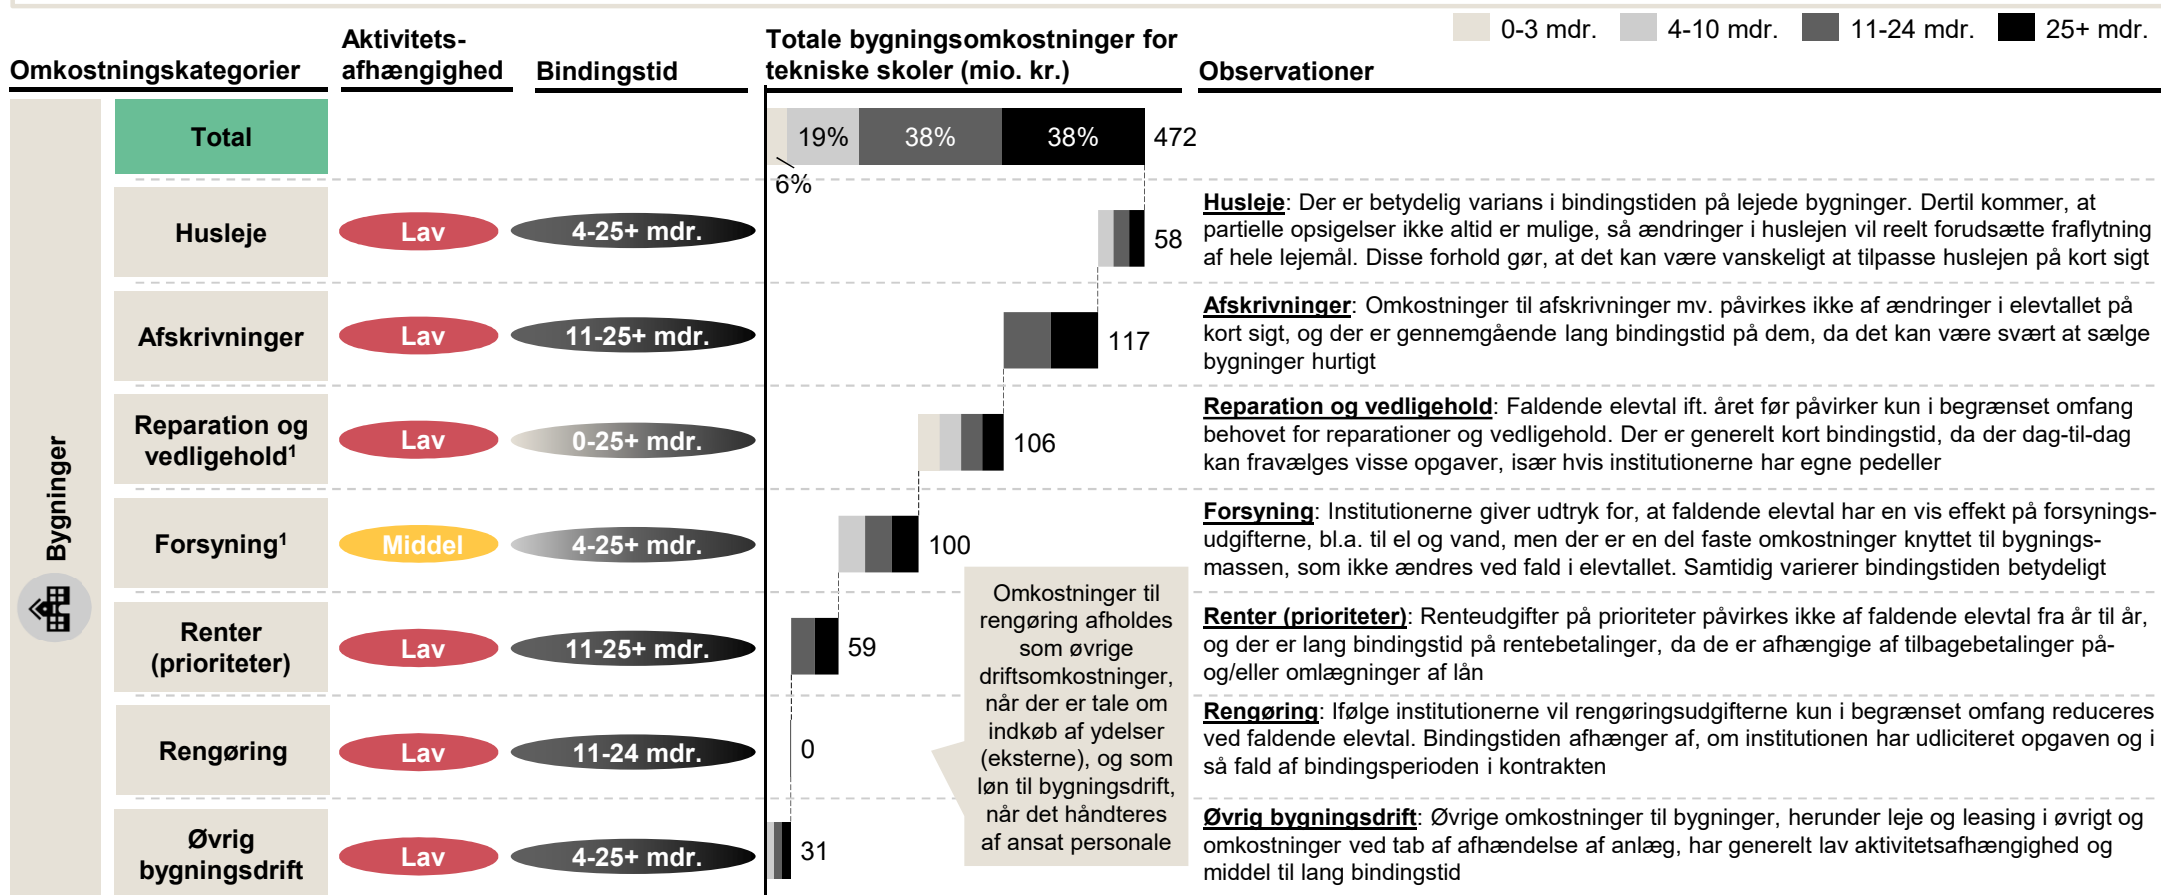 0-3 mdr.
4-10 mdr.
11-24 mdr.
25+ mdr.
Omkostningskategorier
Aktivitets-
afhængighed
Bindingstid
Totale bygningsomkostninger for
tekniske skoler (mio. kr.)
Observationer
Bygninger
Total
19%
38%
38%
472
6%
Husleje
Lav
4-25+ mdr.
58
Husleje: Der er betydelig varians i bindingstiden på lejede bygninger. Dertil kommer, at
partielle opsigelser ikke altid er mulige, så ændringer i huslejen vil reelt forudsætte fraflytning
af hele lejemål. Disse forhold gør, at det kan være vanskeligt at tilpasse huslejen på kort sigt
Afskrivninger
Lav
11-25+ mdr.
117
Afskrivninger: Omkostninger til afskrivninger mv. påvirkes ikke af ændringer i elevtallet på
kort sigt, og der er gennemgående lang bindingstid på dem, da det kan være svært at sælge
bygninger hurtigt
Reparation og
vedligehold¹
Lav
0-25+ mdr.
106
Reparation og vedligehold: Faldende elevtal ift. året før påvirker kun i begrænset omfang
behovet for reparationer og vedligehold. Der er generelt kort bindingstid, da der dag-til-dag
kan fravælges visse opgaver, især hvis institutionerne har egne pedeller
Forsyning¹
Middel
4-25+ mdr.
100
Forsyning: Institutionerne giver udtryk for, at faldende elevtal har en vis effekt på forsynings-
udgifterne, bl.a. til el og vand, men der er en del faste omkostninger knyttet til bygnings-
massen, som ikke ændres ved fald i elevtallet. Samtidig varierer bindingstiden betydeligt
Renter
(prioriteter)
Lav
11-25+ mdr.
59
Renter (prioriteter): Renteudgifter på prioriteter påvirkes ikke af faldende elevtal fra år til år,
og der er lang bindingstid på rentebetalinger, da de er afhængige af tilbagebetalinger på-
og/eller omlægninger af lån
Rengøring
Lav
11-24 mdr.
0
Omkostninger til
rengøring afholdes
som øvrige
driftsomkostninger,
når der er tale om
indkøb af ydelser
(eksterne), og som
løn til bygningsdrift,
når det håndteres
af ansat personale
Rengøring: Ifølge institutionerne vil rengøringsudgifterne kun i begrænset omfang reduceres
ved faldende elevtal. Bindingstiden afhænger af, om institutionen har udliciteret opgaven og i
så fald af bindingsperioden i kontrakten
Øvrig
bygningsdrift
Lav
4-25+ mdr.
31
Øvrig bygningsdrift: Øvrige omkostninger til bygninger, herunder leje og leasing i øvrigt og
omkostninger ved tab af afhændelse af anlæg, har generelt lav aktivitetsafhængighed og
middel til lang bindingstid